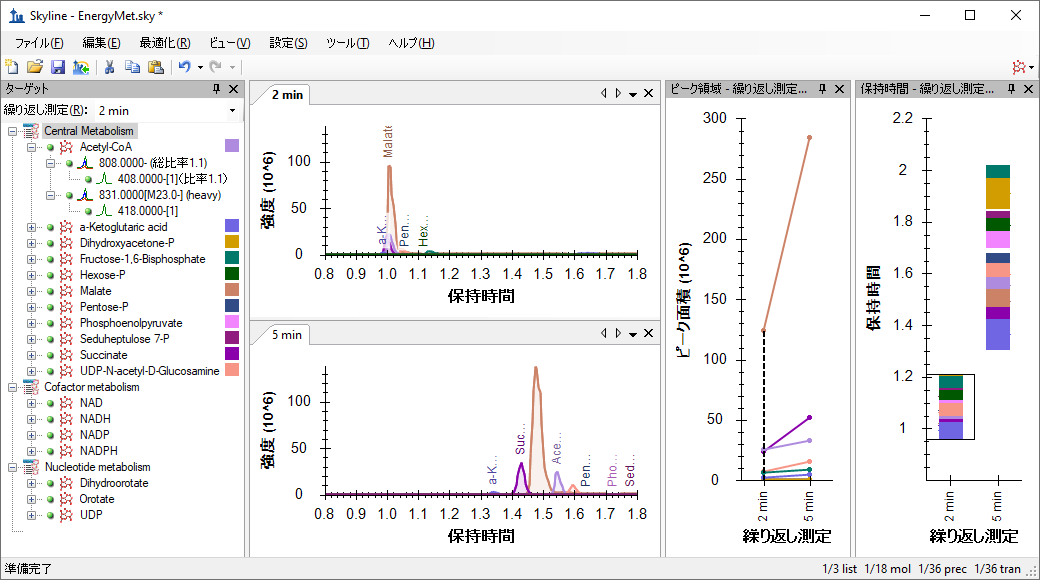 Skyline - EnergyMet.sky *
ファイル(F) 編集(E) 最適化(R) ビュー(V) 設定(S) ツール(T) ヘルプ(H)
ターゲット
繰り返し測定(R): 2 min
Central Metabolism
Acetyl-CoA
808.0000- (総比率1.1)
408.0000-[1](比率1.1)
831.0000[M23.0-] (heavy)
418.0000-[1]
a-Ketoglutaric acid
Dihydroxyacetone-P
Fructose-1,6-Bisphosphate
Hexose-P
Malate
Pentose-P
Phosphoenolpyruvate
Seduheptulose 7-P
Succinate
UDP-N-acetyl-D-Glucosamine
Cofactor metabolism
NAD
NADH
NADP
NADPH
Nucleotide metabolism
Dihydroorotate
Orotate
UDP
2 min
強度 (10^6)
100
50
0
Malate
a-K...
Pen...
Hex...
0.8 0.9 1.0 1.1 1.2 1.3 1.4 1.5 1.6 1.7 1.8
保持時間
5 min
強度 (10^6)
100
50
0
a-K...
Suc...
Ace...
Pen...
Pho...
Sed...
0.8 0.9 1.0 1.1 1.2 1.3 1.4 1.5 1.6 1.7 1.8
保持時間
ピーク領域 - 繰り返し測定...
ピーク面積 (10^6)
300
250
200
150
100
50
0
2 min
5 min
繰り返し測定
保持時間 - 繰り返し測定...
保持時間
2.2
2
1.8
1.6
1.4
1.2
1
2 min
5 min
繰り返し測定
準備完了
1/3 list 1/18 mol 1/36 prec 1/36 tran